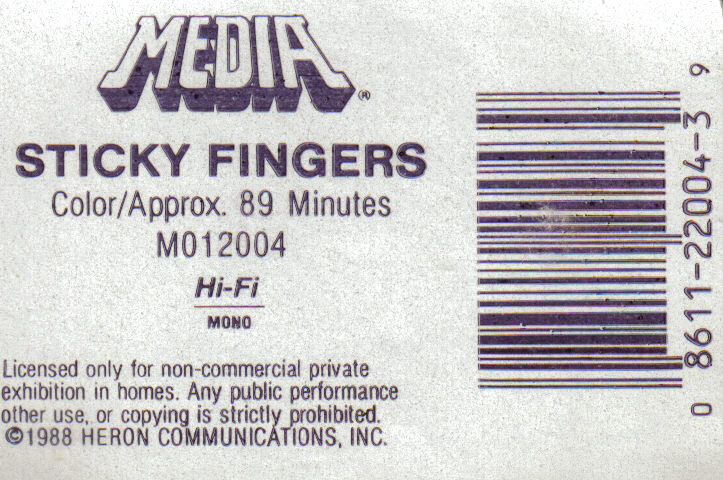 MEDIA®
STICKY FINGERS
Color/Approx. 89 Minutes
M012004
Hi-Fi
MONO
Licensed only for non-commercial private
exhibition in homes. Any public performance
other use, or copying is strictly prohibited.
©1988 HERON COMMUNICATIONS, INC.
0 8611-22004-3 9